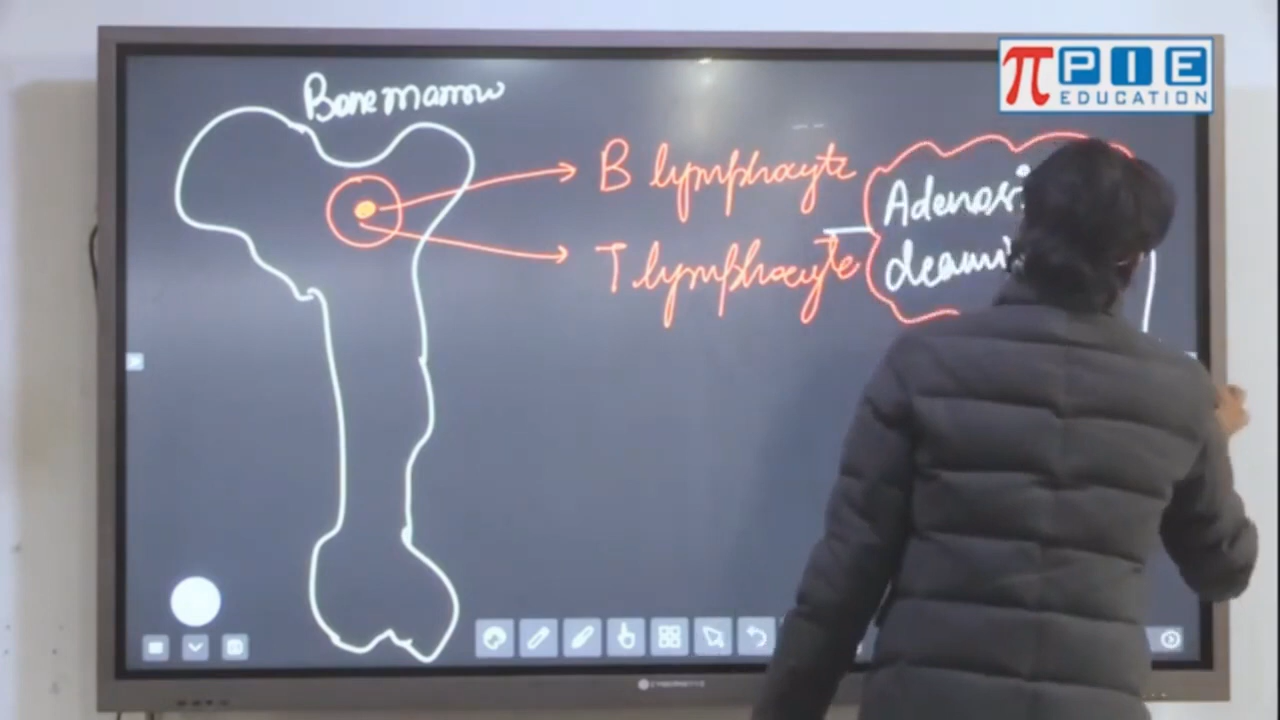 π PIE
EDUCATION
Bone marrow
B lymphocyte
T lymphocyte
Adenosi
deami